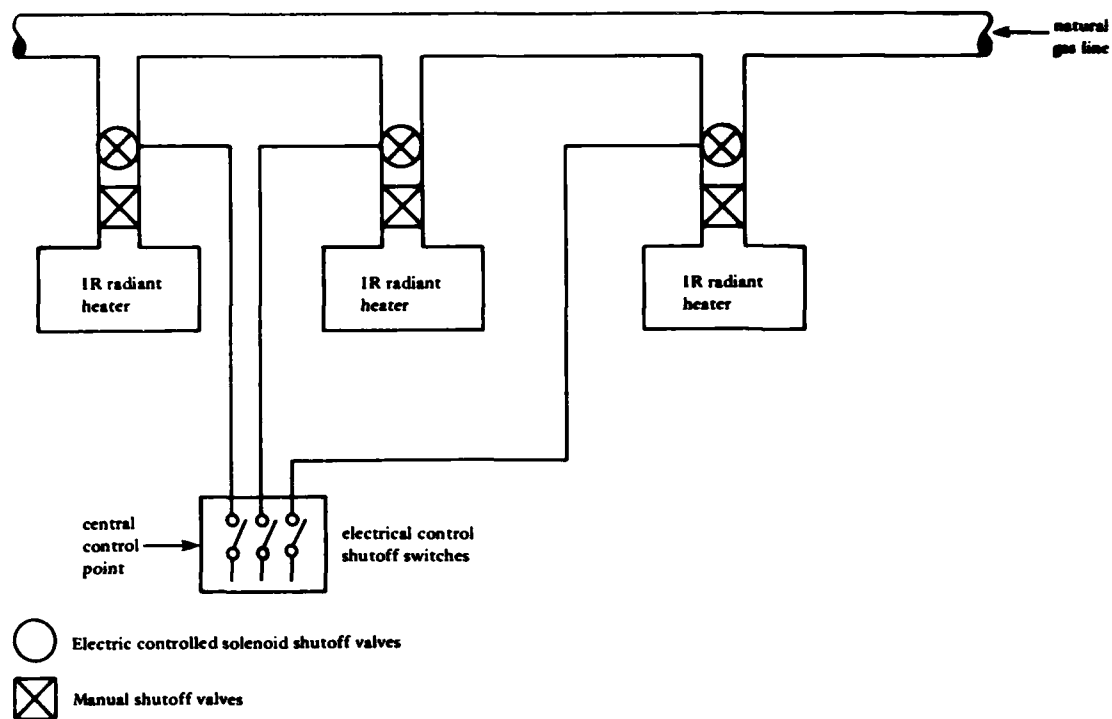 natural
gas line
IR radiant
heater
IR radiant
heater
IR radiant
heater
central
control
point
electrical control
shutoff switches
Electric controlled solenoid shutoff valves
Manual shutoff valves